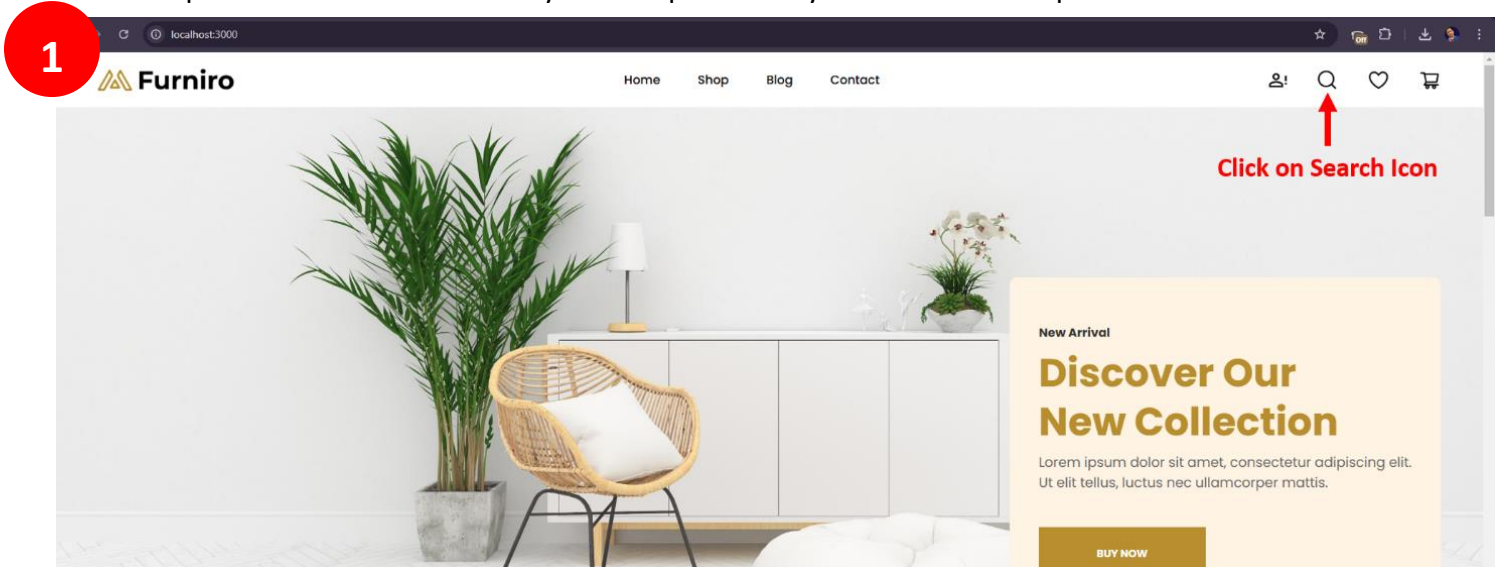 1
localhost:3000
Off
Furniro
Home Shop Blog Contact
Click on Search Icon
New Arrival
Discover Our
New Collection
Lorem ipsum dolor sit amet, consectetur adipiscing elit.
Ut elit tellus, luctus nec ullamcorper mattis.
BUY NOW